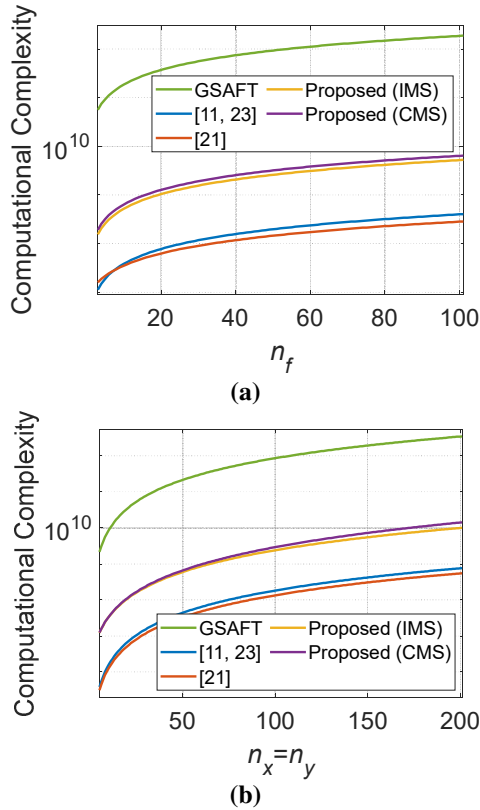 Computational Complexity
10^10
GSAFT
[11, 23]
[21]
Proposed (IMS)
Proposed (CMS)
20 40 60 80 100
n_f
(a)
Computational Complexity
10^10
GSAFT
[11, 23]
[21]
Proposed (IMS)
Proposed (CMS)
50 100 150 200
n_x=n_y
(b)